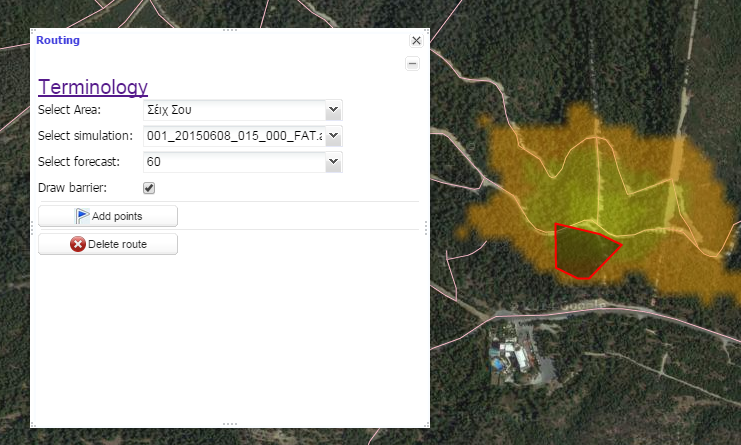 Routing
Terminology
Select Area: Σέιχ Σου
Select simulation: 001_20150608_015_000_FAT.a
Select forecast: 60
Draw barrier:
Add points
Delete route